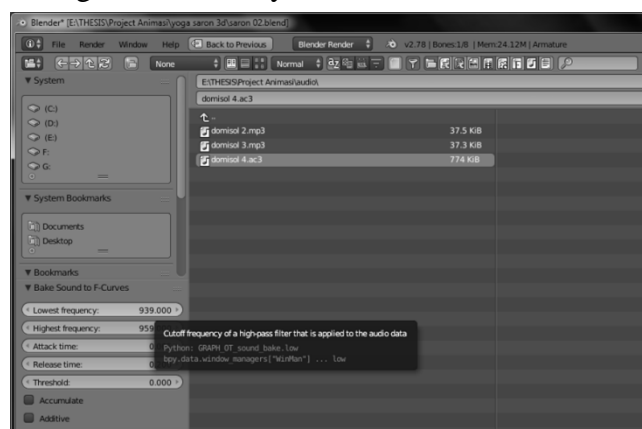 Blender* [E:\THESIS\Project Animasi\yoga saron 3d\saron 02.blend]
File Render Window Help Back to Previous Blender Render v2.78 | Bones:1/8 | Mem:24.12M | Armature
None Normal
System
E:\THESIS\Project Animasi\audio\
domisol 4.ac3
(C:)
(D:)
(E:)
F:
G:
..
domisol 2.mp3 37.5 KiB
domisol 3.mp3 37.3 KiB
domisol 4.ac3 774 KiB
System Bookmarks
Documents
Desktop
Bookmarks
Bake Sound to F-Curves
Lowest frequency: 939.000
Highest frequency: 959
Cutoff frequency of a high-pass filter that is applied to the audio data
Attack time: 0
Python: GRAPH_OT_sound_bake.low
bpy.data.window_managers["WinMan"] ... low
Release time:
Threshold: 0.000
Accumulate
Additive